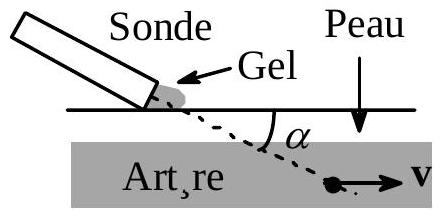 Sonde
Peau
Gel
α
Art¸re
v